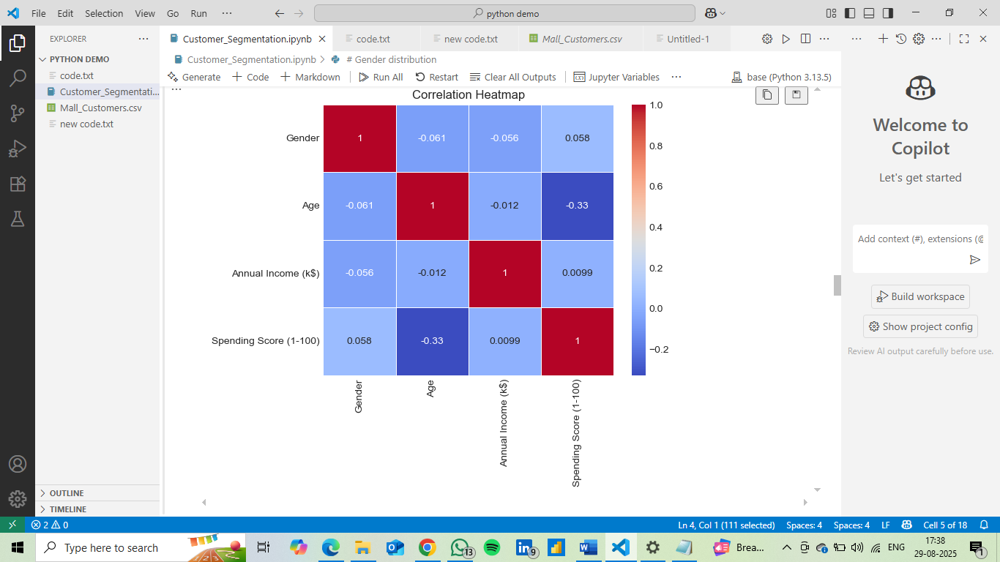 File Edit Selection View Go Run ···
python demo
EXPLORER ···
PYTHON DEMO
code.txt
Customer_Segmentati...
Mall_Customers.csv
new code.txt
OUTLINE
TIMELINE
Customer_Segmentation.ipynb code.txt new code.txt Mall_Customers.csv Untitled-1
Customer_Segmentation.ipynb > # Gender distribution
Generate + Code + Markdown Run All Restart Clear All Outputs Jupyter Variables ··· base (Python 3.13.5)
Correlation Heatmap
Gender 1 -0.061 -0.056 0.058
Age -0.061 1 -0.012 -0.33
Annual Income (k$) -0.056 -0.012 1 0.0099
Spending Score (1-100) 0.058 -0.33 0.0099 1
Gender
Age
Annual Income (k$)
Spending Score (1-100)
1.0
0.8
0.6
0.4
0.2
0.0
−0.2
Welcome to
Copilot
Let's get started
Add context (#), extensions (@
Build workspace
Show project config
Review AI output carefully before use.
2 0 Ln 4, Col 1 (111 selected) Spaces: 4 Spaces: 4 LF Cell 5 of 18
Type here to search 13 9 Brea... ENG 17:38
29-08-2025
1